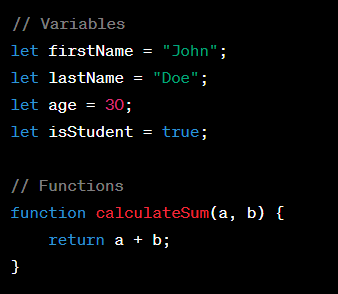 // Variables
let firstName = "John";
let lastName = "Doe";
let age = 30;
let isStudent = true;

// Functions
function calculateSum(a, b) {
    return a + b;
}